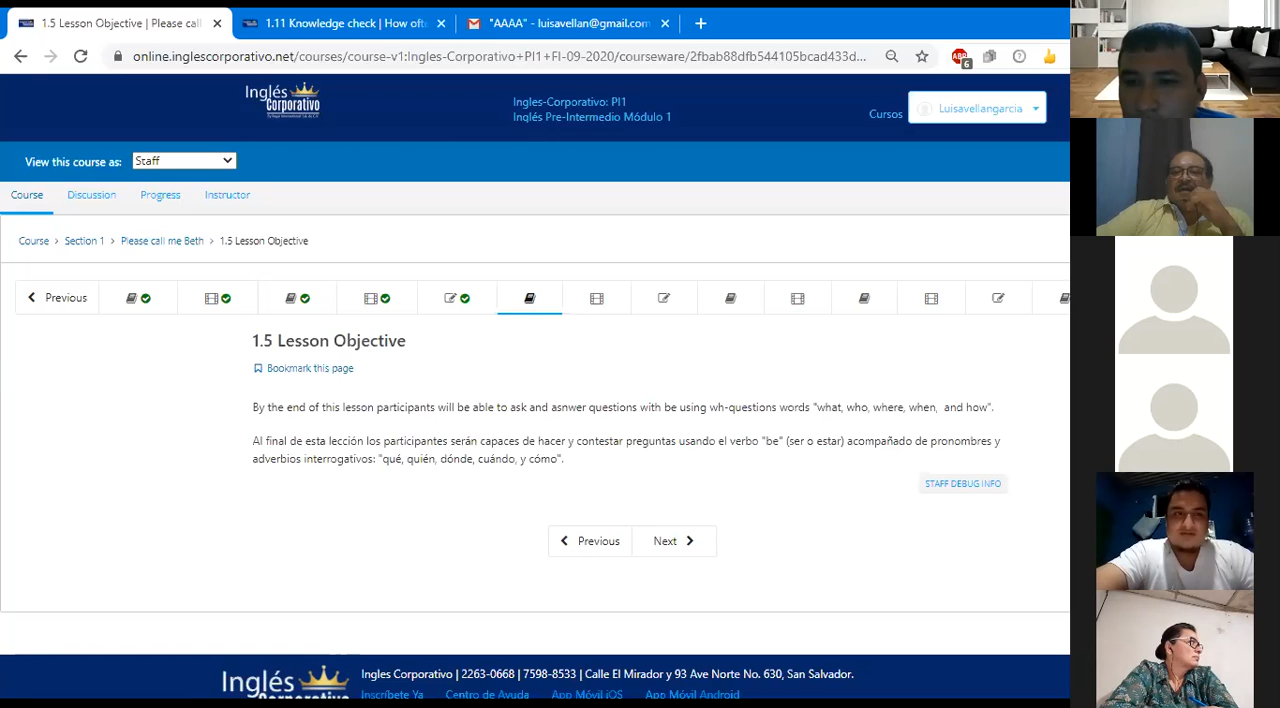 1.5 Lesson Objective | Please call
1.11 Knowledge check | How oft
"AAAA" - luisavellan@gmail.com
online.inglescorporativo.net/courses/course-v1:Ingles-Corporativo+PI1+FI-09-2020/courseware/2fbab88dfb544105bcad433d...
6
Inglés
Corporativo
Ingles-Corporativo: PI1
Inglés Pre-Intermedio Módulo 1
Cursos
Luisavellangarcia
View this course as: Staff
Course Discussion Progress Instructor
Course > Section 1 > Please call me Beth > 1.5 Lesson Objective
Previous
1.5 Lesson Objective
Bookmark this page
By the end of this lesson participants will be able to ask and asnwer questions with be using wh-questions words "what, who, where, when, and how".
Al final de esta lección los participantes serán capaces de hacer y contestar preguntas usando el verbo "be" (ser o estar) acompañado de pronombres y
adverbios interrogativos: "qué, quién, dónde, cuándo, y cómo".
STAFF DEBUG INFO
Previous Next
Inglés
Corporativo
Ingles Corporativo | 2263-0668 | 7598-8533 | Calle El Mirador y 93 Ave Norte No. 630, San Salvador.
Inscríbete Ya Centro de Ayuda App Móvil iOS App Móvil Android